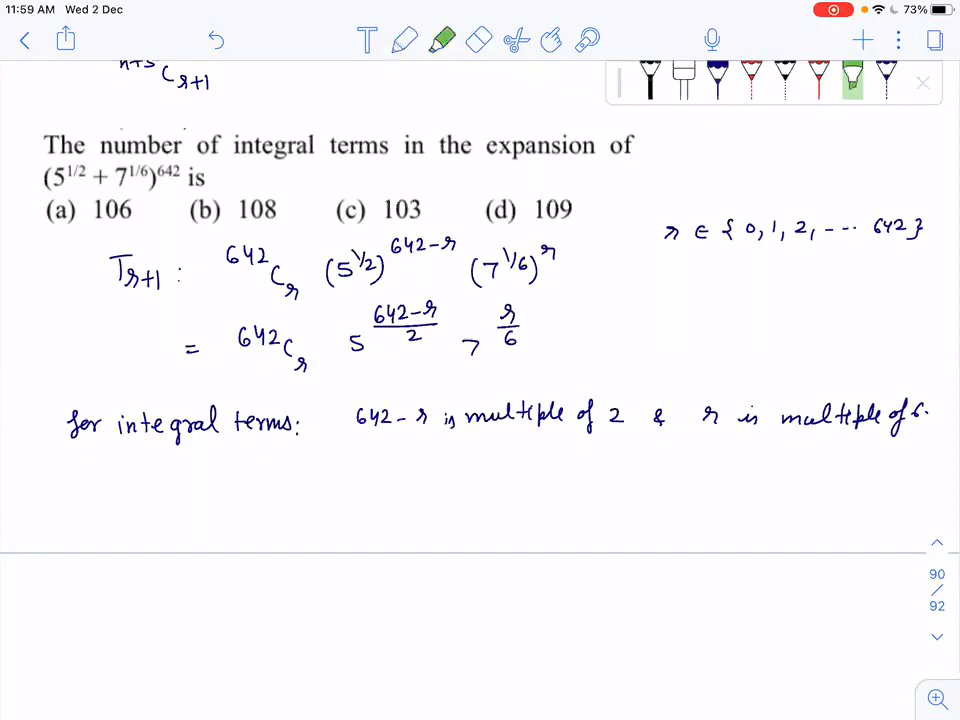 11:59 AM Wed 2 Dec
73%
n+s C r+1
The number of integral terms in the expansion of
(5^1/2 + 7^1/6)^642 is
(a) 106 (b) 108 (c) 103 (d) 109
r ∈ { 0, 1, 2, --- 642 }
T r+1 : 642 C r (5^1/2)^642-r (7^1/6)^r
= 642 C r 5^(642-r)/2 7^r/6
for integral terms: 642-r is multiple of 2 & r is multiple of 6.
90
/
92